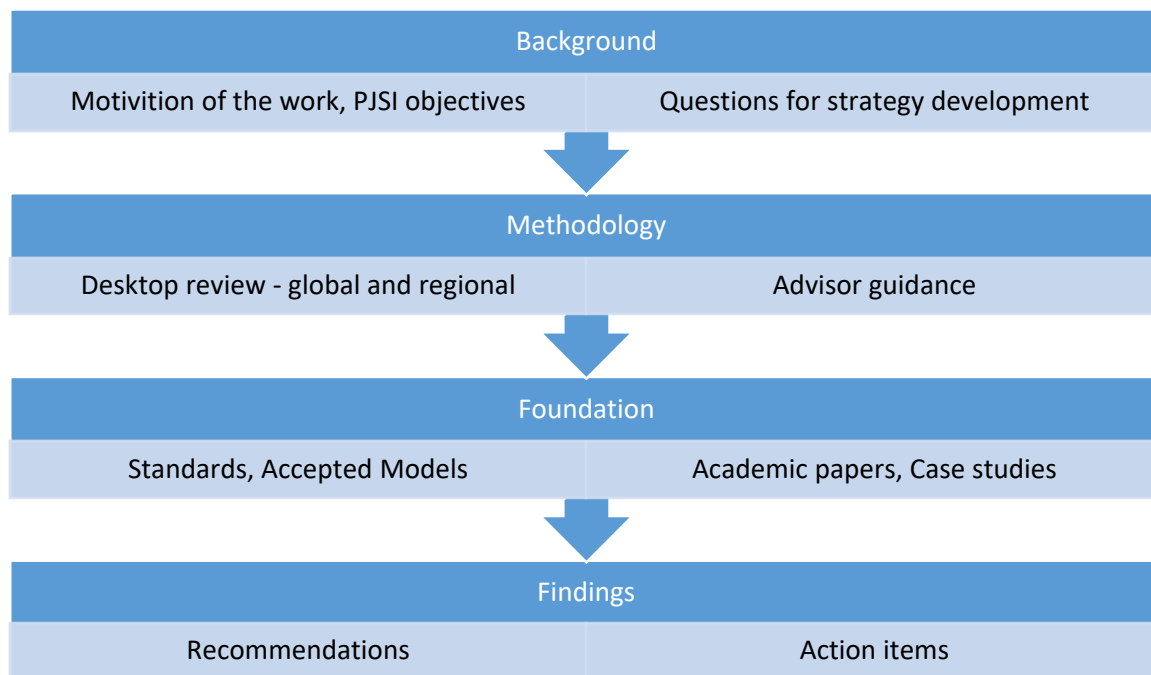 Background
Motivition of the work, PJSI objectives
Questions for strategy development
Methodology
Desktop review - global and regional
Advisor guidance
Foundation
Standards, Accepted Models
Academic papers, Case studies
Findings
Recommendations
Action items